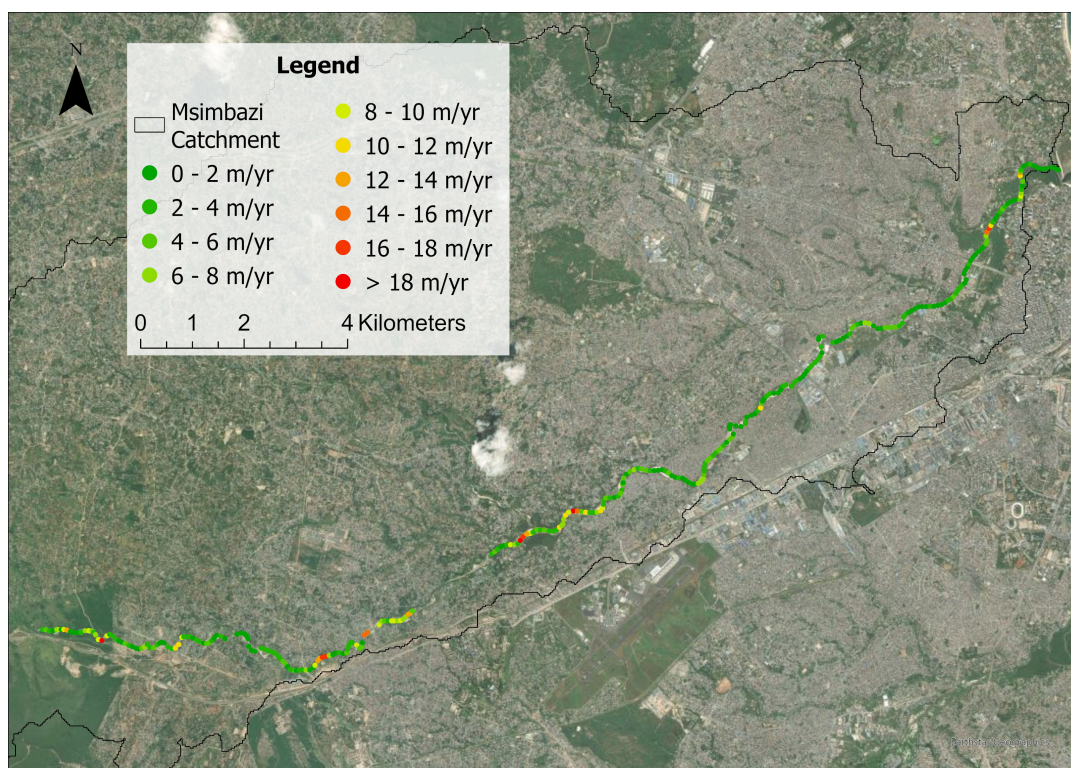 N
Legend
Msimbazi
Catchment
0 - 2 m/yr
2 - 4 m/yr
4 - 6 m/yr
6 - 8 m/yr
8 - 10 m/yr
10 - 12 m/yr
12 - 14 m/yr
14 - 16 m/yr
16 - 18 m/yr
> 18 m/yr
0 1 2 4 Kilometers